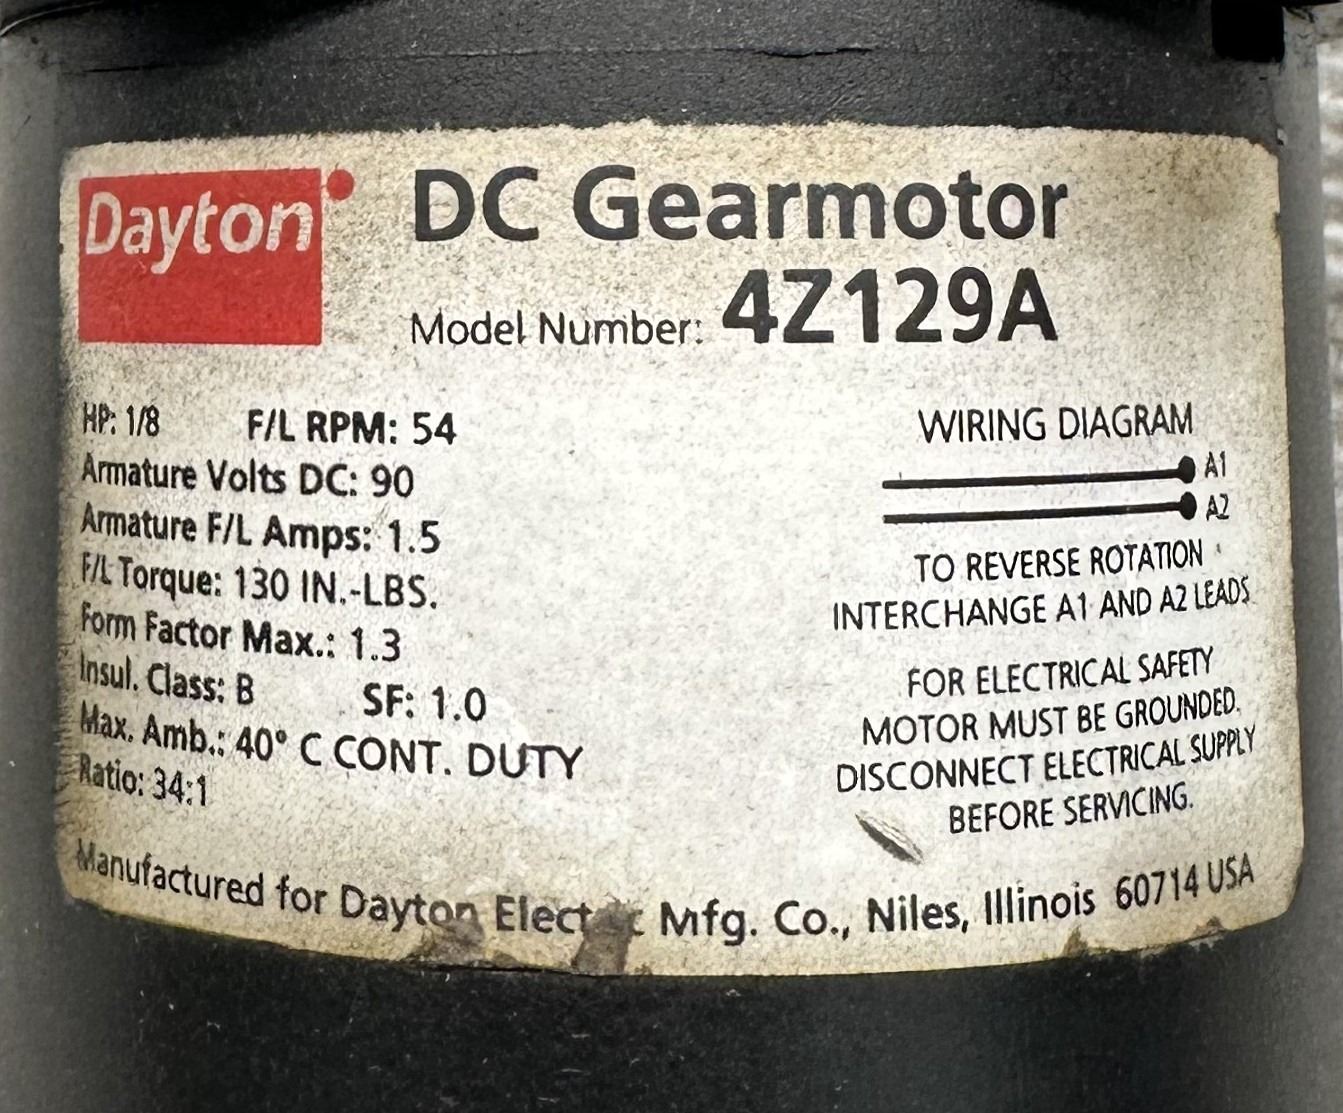 Dayton
DC Gearmotor
Model Number: 4Z129A
HP: 1/8 F/L RPM: 54
Armature Volts DC: 90
Armature F/L Amps: 1.5
F/L Torque: 130 IN.-LBS.
Form Factor Max.: 1.3
Insul. Class: B SF: 1.0
Max. Amb.: 40° C CONT. DUTY
Ratio: 34:1
WIRING DIAGRAM
A1
A2
TO REVERSE ROTATION
INTERCHANGE A1 AND A2 LEADS
FOR ELECTRICAL SAFETY
MOTOR MUST BE GROUNDED.
DISCONNECT ELECTRICAL SUPPLY
BEFORE SERVICING.
Manufactured for Dayton Electric Mfg. Co., Niles, Illinois 60714 USA